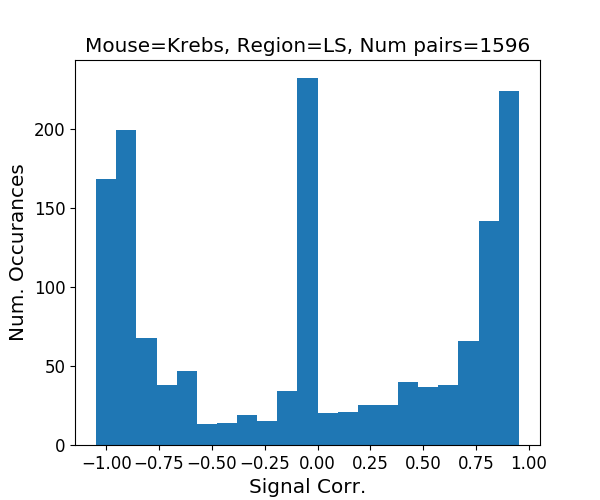 Mouse=Krebs, Region=LS, Num pairs=1596
Num. Occurances
200
150
100
50
0
−1.00 −0.75 −0.50 −0.25 0.00 0.25 0.50 0.75 1.00
Signal Corr.